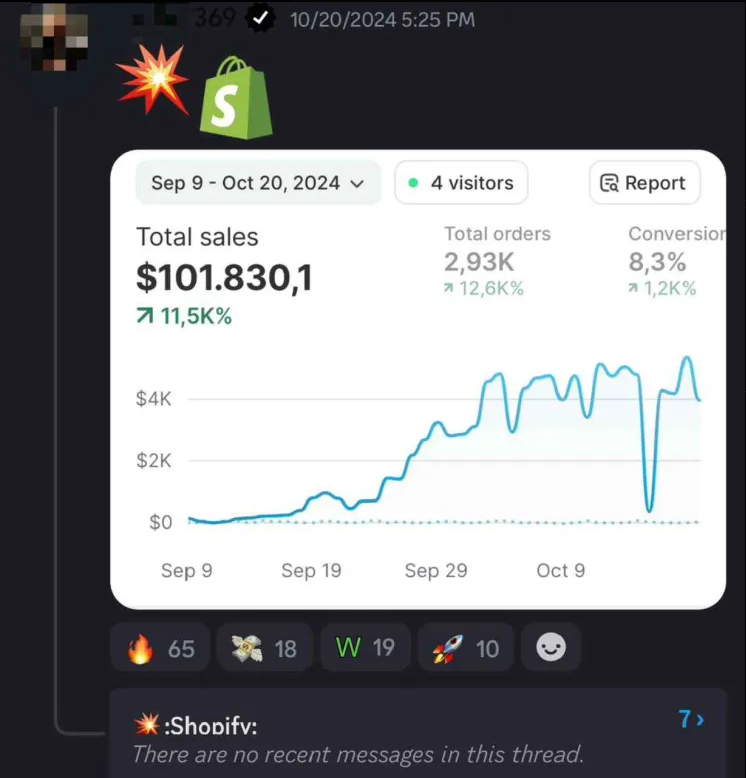 369 10/20/2024 5:25 PM
S
Sep 9 - Oct 20, 2024 4 visitors Report
Total sales Total orders Conversion
$101.830,1 2,93K 8,3%
11,5K% 12,6K% 1,2K%
$4K
$2K
$0
Sep 9 Sep 19 Sep 29 Oct 9
65 18 W 19 10
:Shopify: 7 ›
There are no recent messages in this thread.